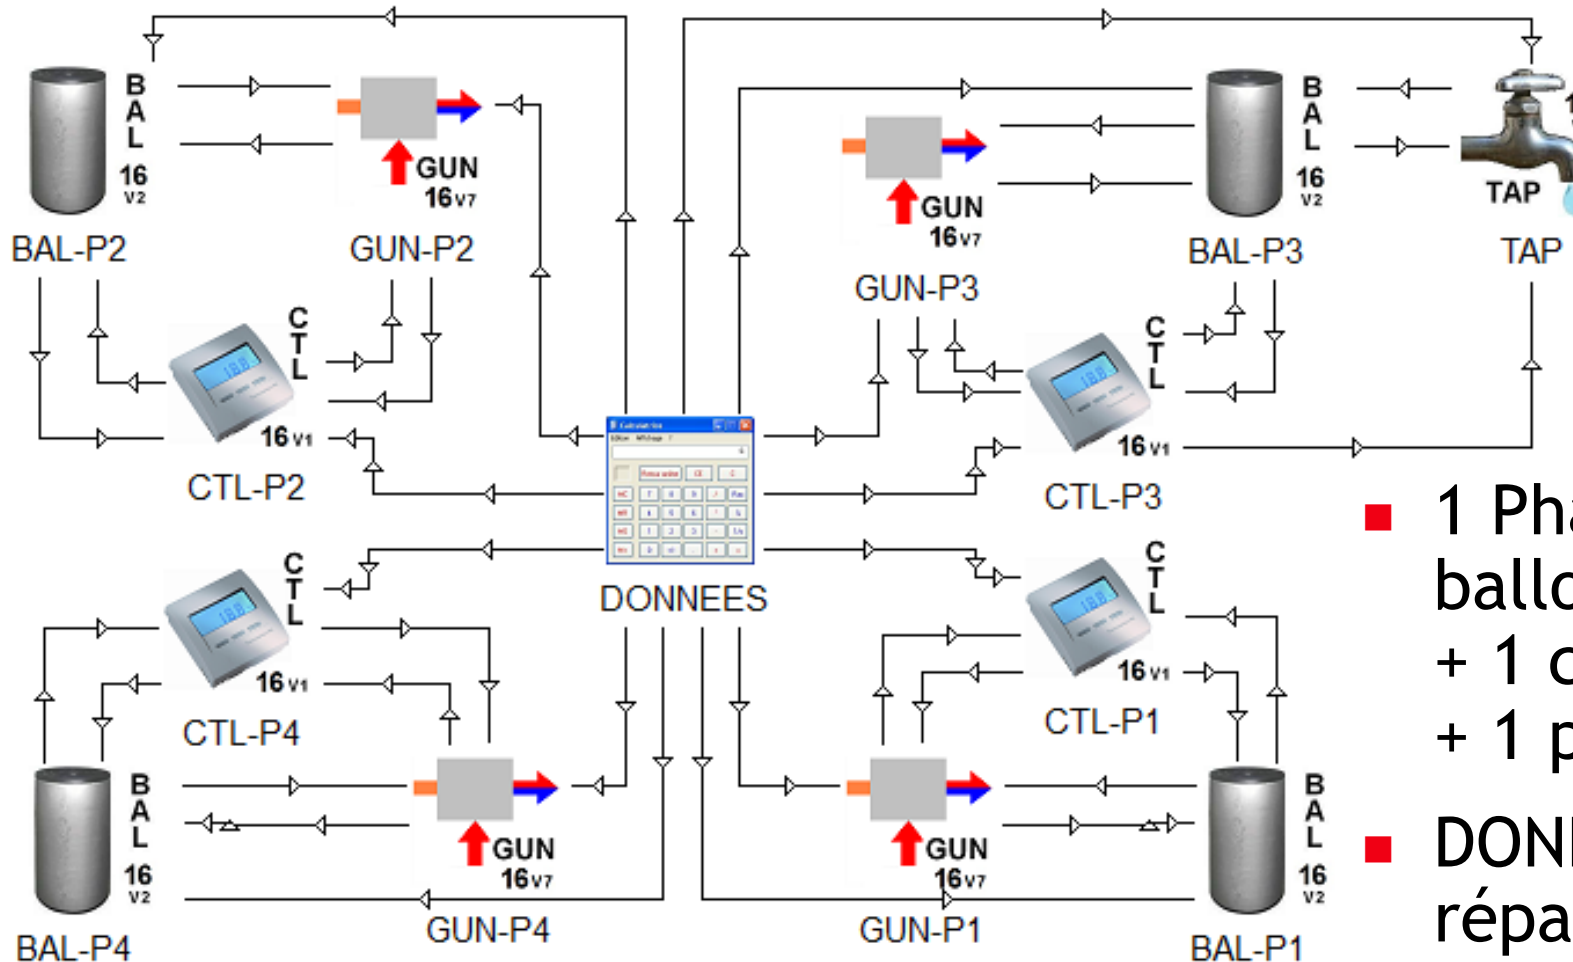 BAL
16 V2
BAL-P2
GUN
16 V7
GUN-P2
GUN
16 V7
GUN-P3
BAL
16 V2
BAL-P3
TAP
TAP
CTL
16 V1
CTL-P2
DONNEES
CTL
16 V1
CTL-P3
CTL
16 V1
CTL-P4
CTL
16 V1
CTL-P1
BAL
16 V2
BAL-P4
GUN
16 V7
GUN-P4
GUN
16 V7
GUN-P1
BAL
16 V2
BAL-P1
1
+ 1
+ 1